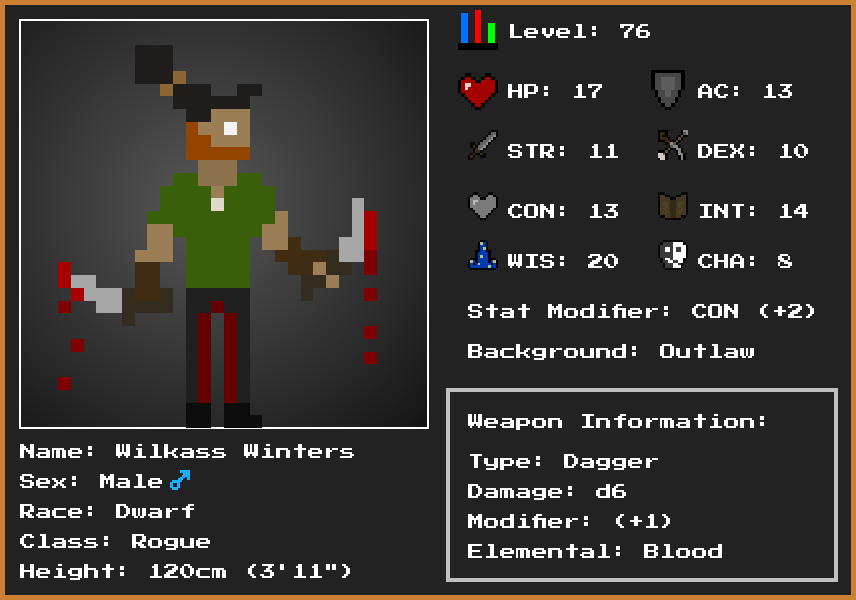 Level: 76
HP: 17 AC: 13
STR: 11 DEX: 10
CON: 13 INT: 14
WIS: 20 CHA: 8
Stat Modifier: CON (+2)
Background: Outlaw
Weapon Information:
Type: Dagger
Damage: d6
Modifier: (+1)
Elemental: Blood
Name: Wilkass Winters
Sex: Male ♂
Race: Dwarf
Class: Rogue
Height: 120cm (3'11")